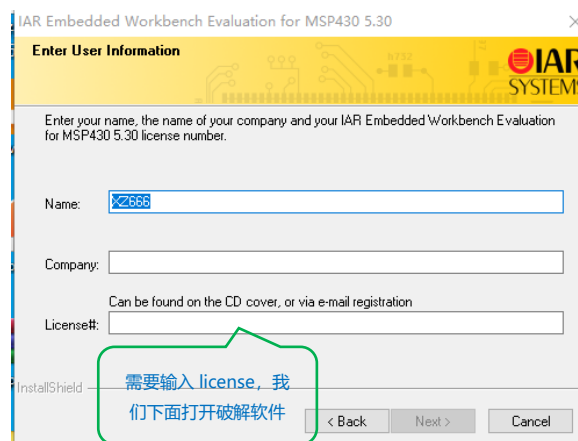 IAR Embedded Workbench Evaluation for MSP430 5.30
Enter User Information
IAR
SYSTEMS
Enter your name, the name of your company and your IAR Embedded Workbench Evaluation
for MSP430 5.30 license number.
Name:
XZ666
Company:
Can be found on the CD cover, or via e-mail registration
License#:
需要输入 license，我
们下面打开破解软件
InstallShield
< Back
Next >
Cancel